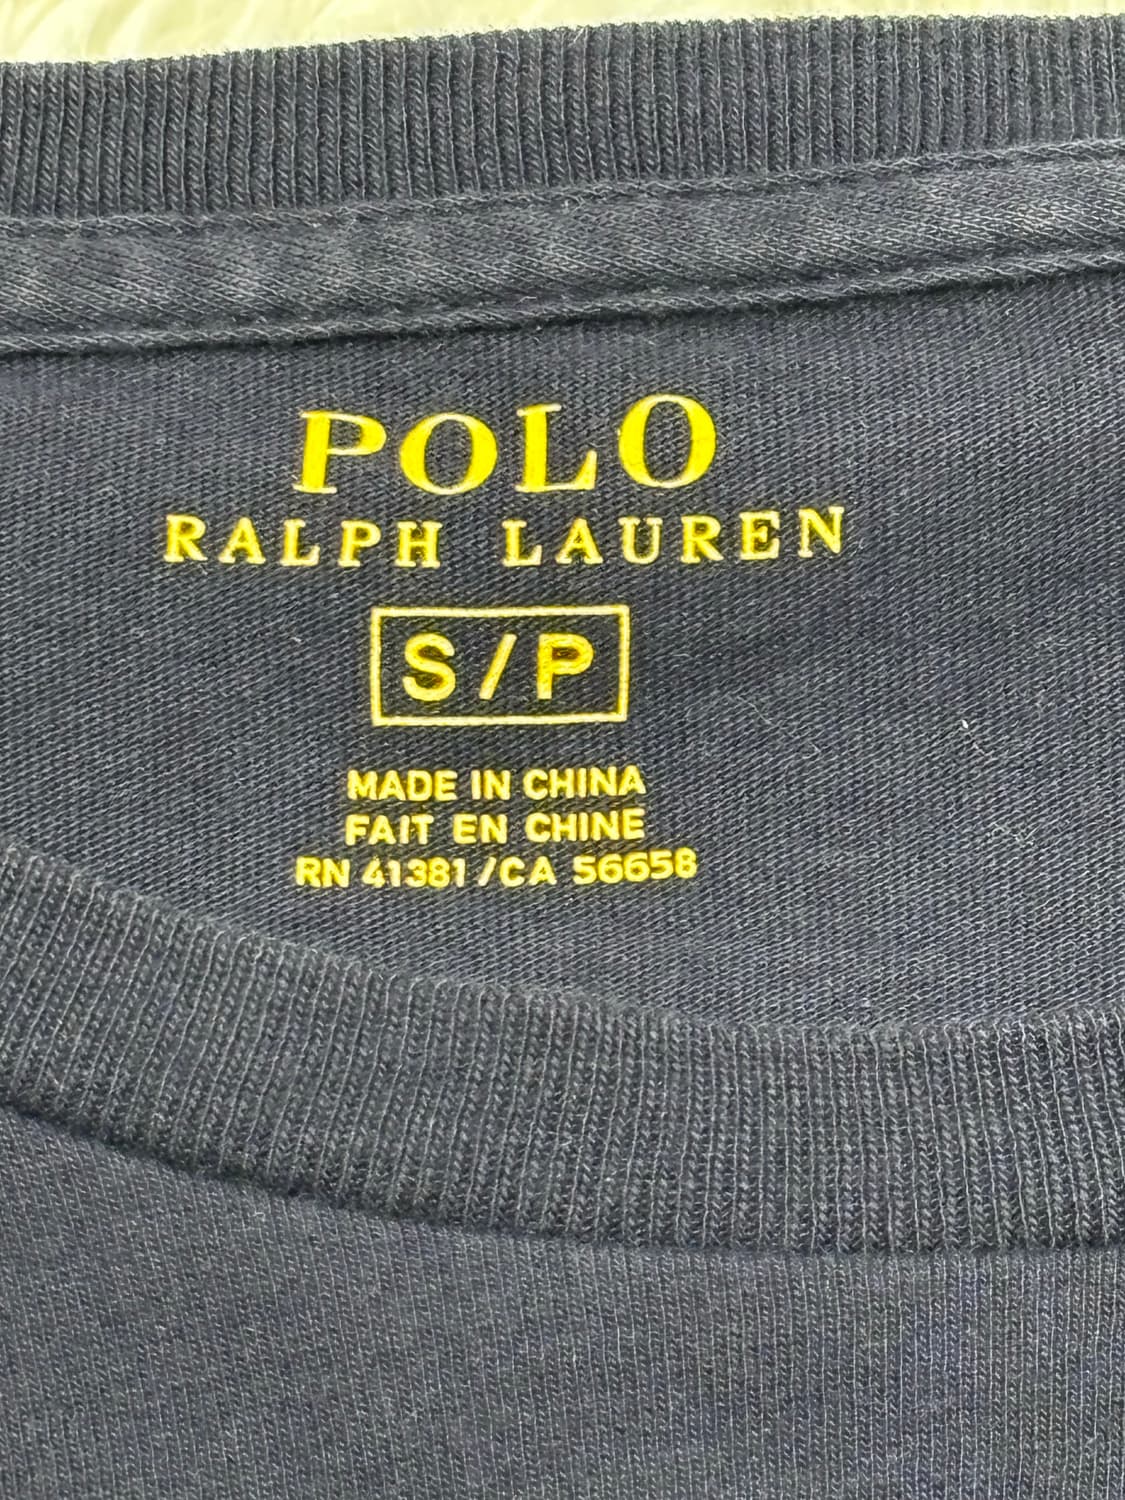 POLO
RALPH LAUREN
S/P
MADE IN CHINA
FAIT EN CHINE
RN 41381/CA 56658